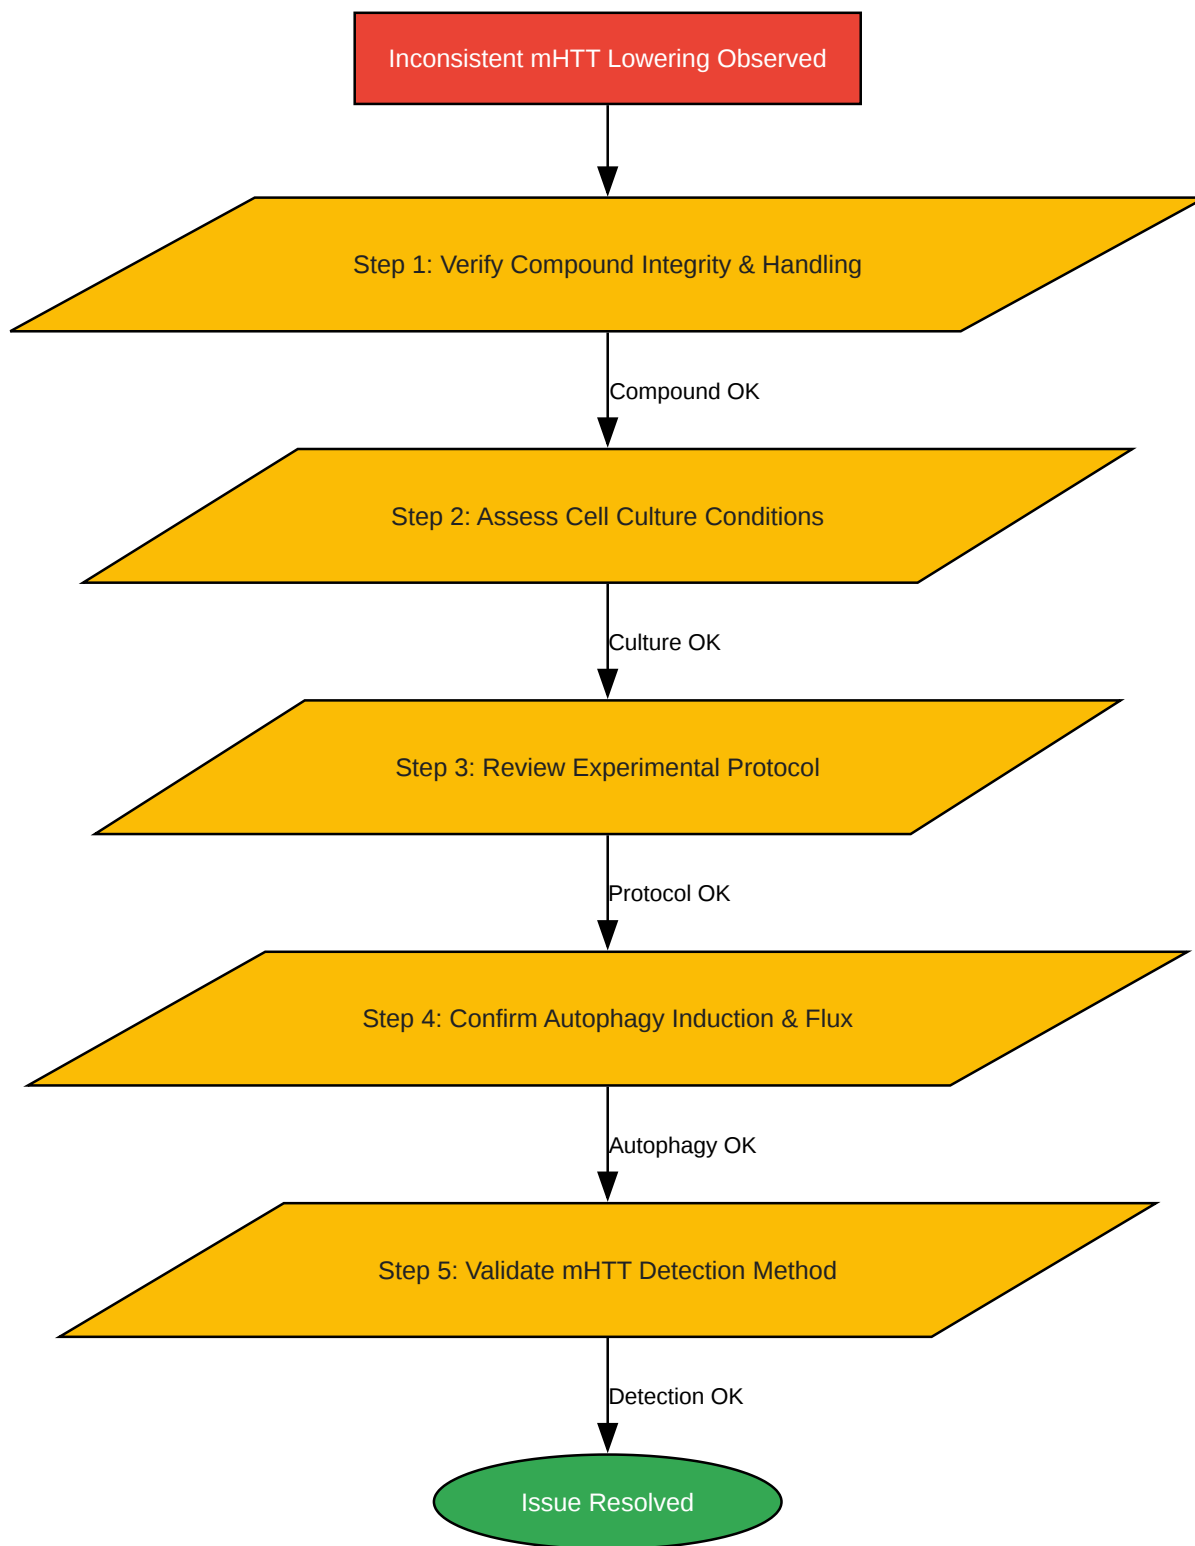 Inconsistent mHTT Lowering Observed
Step 1: Verify Compound Integrity & Handling
Compound OK
Step 2: Assess Cell Culture Conditions
Culture OK
Step 3: Review Experimental Protocol
Protocol OK
Step 4: Confirm Autophagy Induction & Flux
Autophagy OK
Step 5: Validate mHTT Detection Method
Detection OK
Issue Resolved